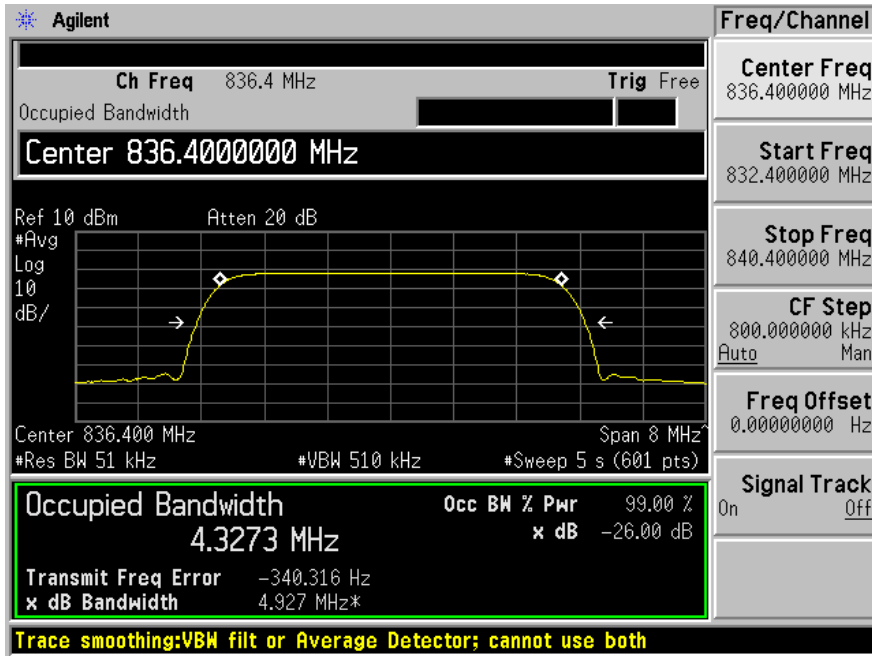 Agilent
Freq/Channel
Ch Freq 836.4 MHz Trig Free
Occupied Bandwidth
Center 836.4000000 MHz
Ref 10 dBm Atten 20 dB
#Avg
Log
10
dB/
Center 836.400 MHz Span 8 MHz^
#Res BW 51 kHz #VBW 510 kHz #Sweep 5 s (601 pts)
Occupied Bandwidth
4.3273 MHz
Occ BW % Pwr 99.00 %
x dB -26.00 dB
Transmit Freq Error -340.316 Hz
x dB Bandwidth 4.927 MHz*
Trace smoothing:VBW filt or Average Detector; cannot use both
Center Freq
836.400000 MHz
Start Freq
832.400000 MHz
Stop Freq
840.400000 MHz
CF Step
800.000000 kHz
Auto Man
Freq Offset
0.00000000 Hz
Signal Track
On Off